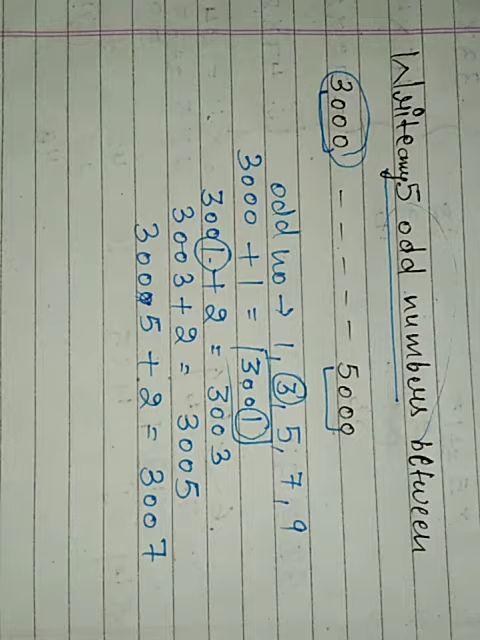 Write any 5 odd numbers between
3000, - - - - - 5000
odd no → 1, 3, 5, 7, 9
3000 + 1 = 3001
3001 + 2 = 3003
3003 + 2 = 3005
3005 + 2 = 3007